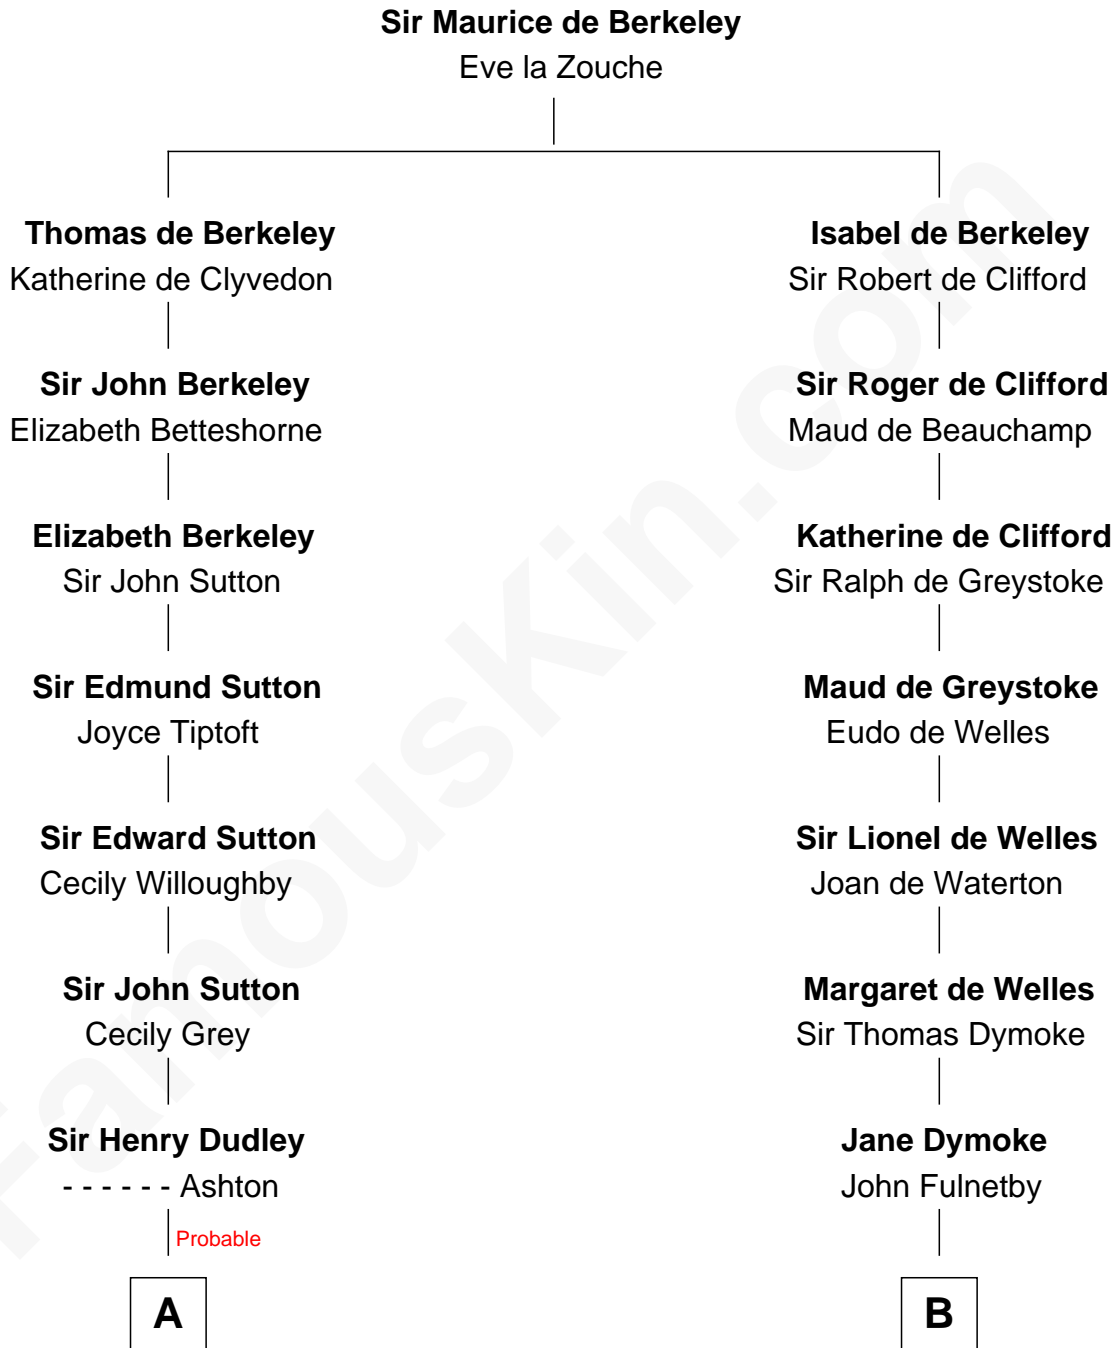 Sir Maurice de Berkeley
Eve la Zouche
Thomas de Berkeley
Katherine de Clyvedon
Isabel de Berkeley
Sir Robert de Clifford
Sir John Berkeley
Elizabeth Betteshorne
Sir Roger de Clifford
Maud de Beauchamp
Elizabeth Berkeley
Sir John Sutton
Katherine de Clifford
Sir Ralph de Greystoke
Sir Edmund Sutton
Joyce Tiptoft
Maud de Greystoke
Eudo de Welles
Sir Edward Sutton
Cecily Willoughby
Sir Lionel de Welles
Joan de Waterton
Sir John Sutton
Cecily Grey
Margaret de Welles
Sir Thomas Dymoke
Sir Henry Dudley
- - - - - - Ashton
Probable
Jane Dymoke
John Fulnetby
A
B
FamousKin.com